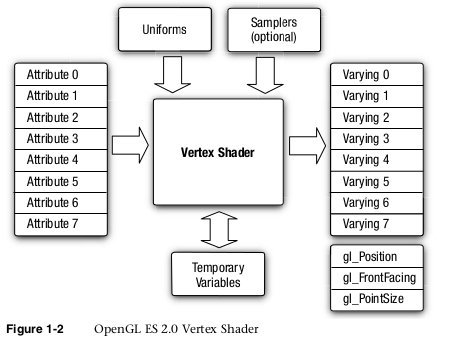 Uniforms
Samplers
(optional)
Attribute 0
Attribute 1
Attribute 2
Attribute 3
Attribute 4
Attribute 5
Attribute 6
Attribute 7
Vertex Shader
Varying 0
Varying 1
Varying 2
Varying 3
Varying 4
Varying 5
Varying 6
Varying 7
Temporary
Variables
gl_Position
gl_FrontFacing
gl_PointSize
Figure 1-2 OpenGL ES 2.0 Vertex Shader